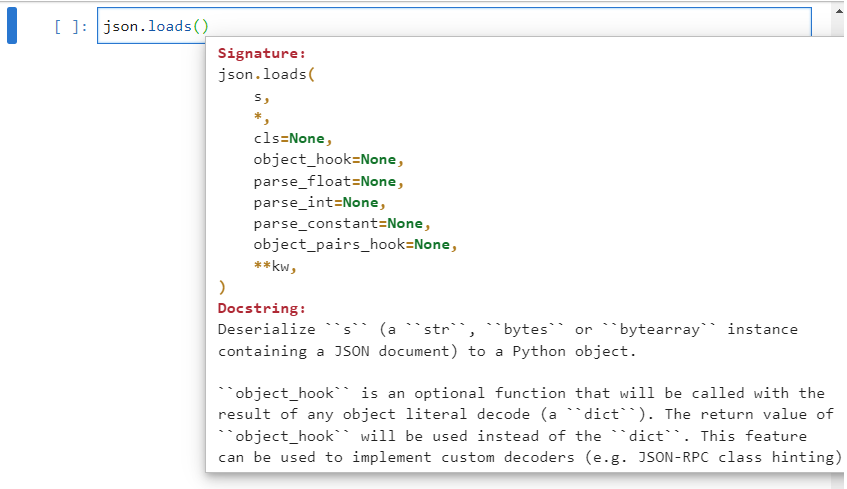 [ ]: json.loads()
Signature:
json.loads(
    s,
    *,
    cls=None,
    object_hook=None,
    parse_float=None,
    parse_int=None,
    parse_constant=None,
    object_pairs_hook=None,
    **kw,
)
Docstring:
Deserialize ``s`` (a ``str``, ``bytes`` or ``bytearray`` instance
containing a JSON document) to a Python object.

``object_hook`` is an optional function that will be called with the
result of any object literal decode (a ``dict``). The return value of
``object_hook`` will be used instead of the ``dict``. This feature
can be used to implement custom decoders (e.g. JSON-RPC class hinting)